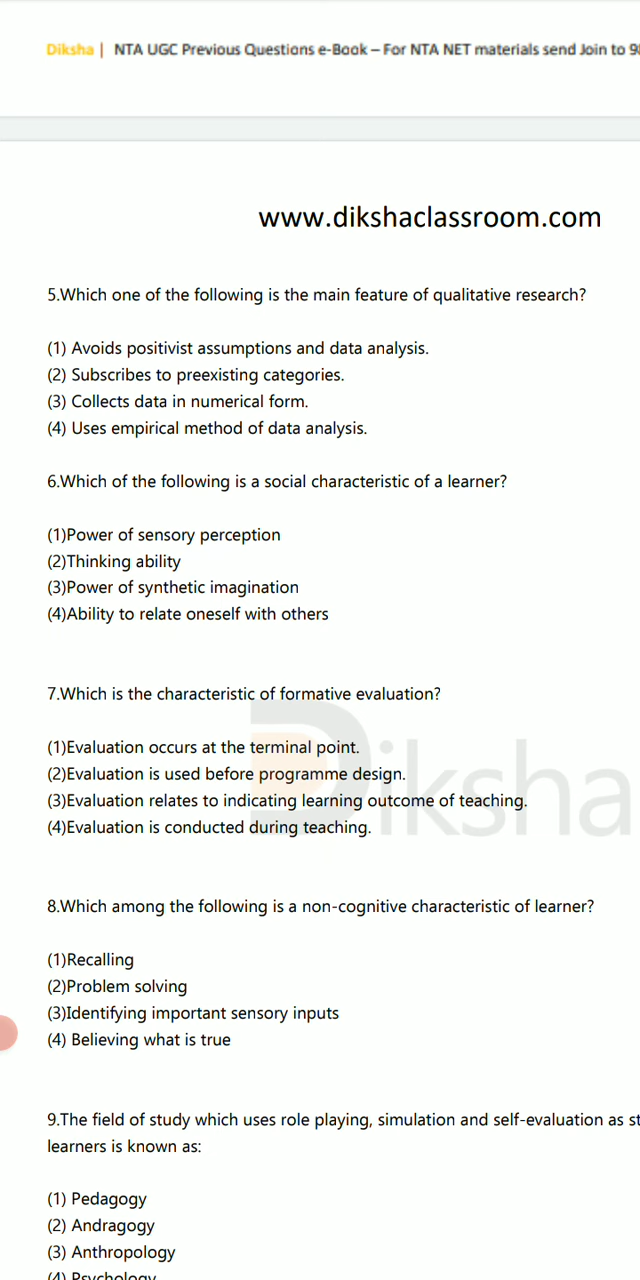 Diksha | NTA UGC Previous Questions e-Book – For NTA NET materials send Join to
www.dikshaclassroom.com
5.Which one of the following is the main feature of qualitative research?
(1) Avoids positivist assumptions and data analysis.
(2) Subscribes to preexisting categories.
(3) Collects data in numerical form.
(4) Uses empirical method of data analysis.
6.Which of the following is a social characteristic of a learner?
(1)Power of sensory perception
(2)Thinking ability
(3)Power of synthetic imagination
(4)Ability to relate oneself with others
7.Which is the characteristic of formative evaluation?
(1)Evaluation occurs at the terminal point.
(2)Evaluation is used before programme design.
(3)Evaluation relates to indicating learning outcome of teaching.
(4)Evaluation is conducted during teaching.
Diksha
8.Which among the following is a non-cognitive characteristic of learner?
(1)Recalling
(2)Problem solving
(3)Identifying important sensory inputs
(4) Believing what is true
9.The field of study which uses role playing, simulation and self-evaluation as
learners is known as:
(1) Pedagogy
(2) Andragogy
(3) Anthropology
(4) Psychology